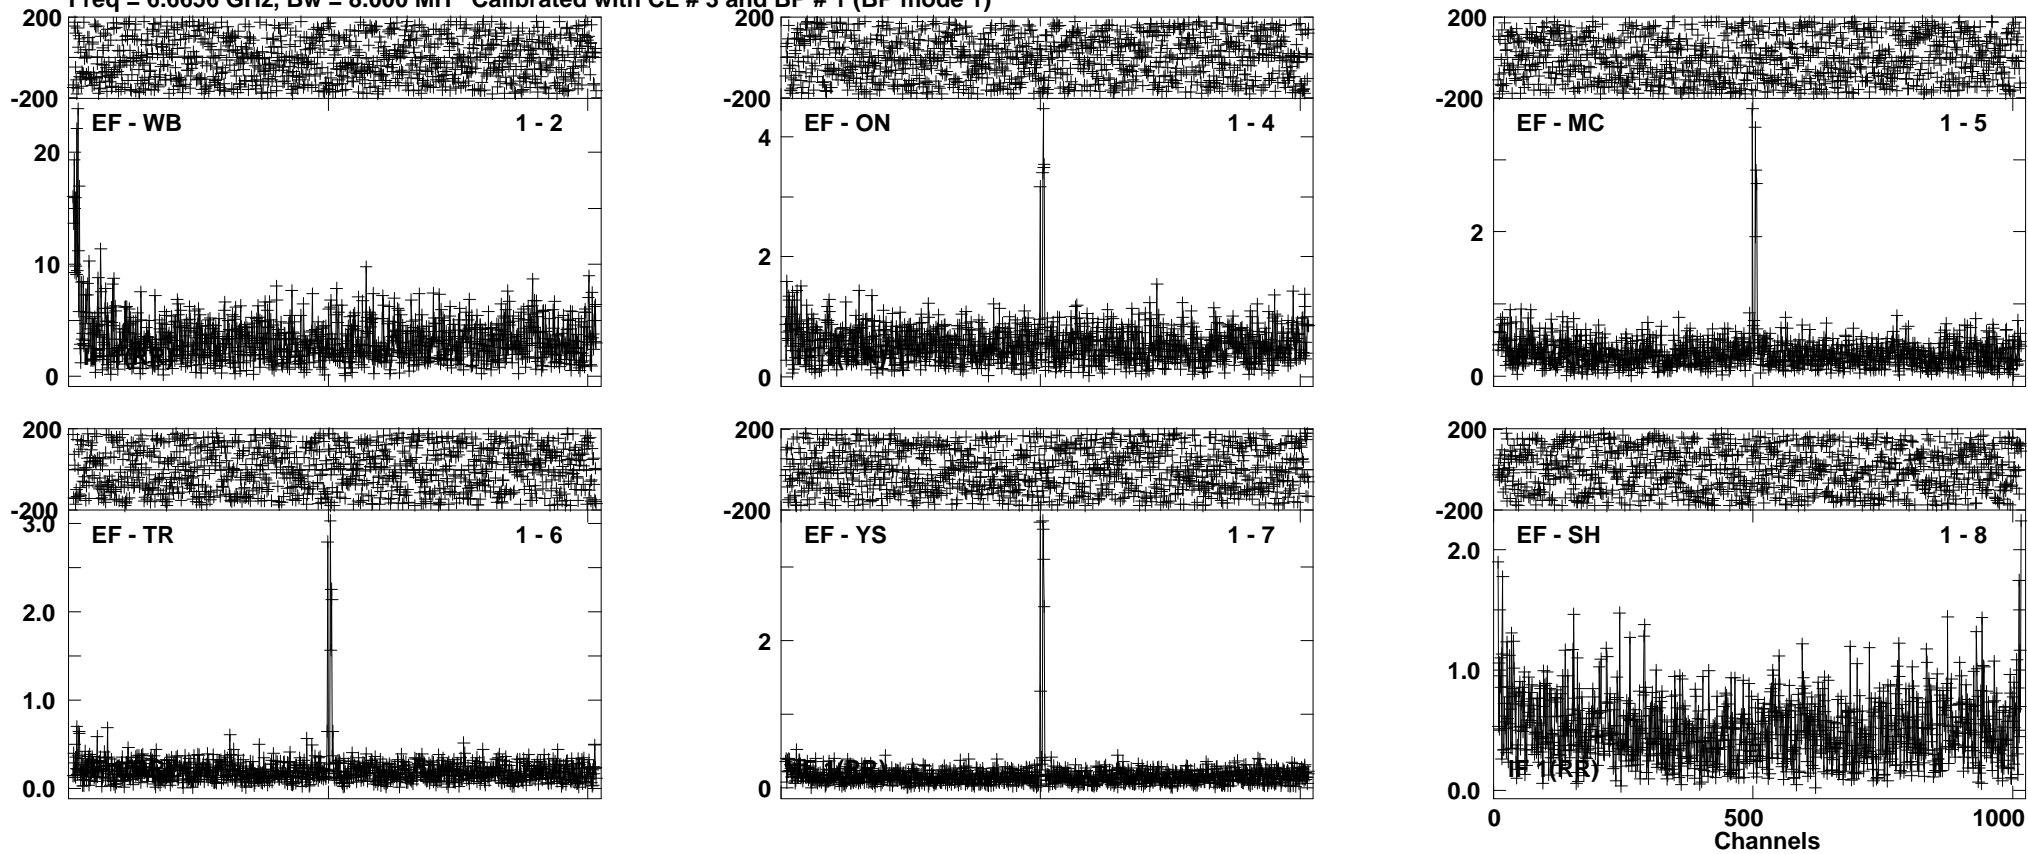 Freq = 6.6656 GHz, Bw = 8.000 MH Calibrated with CL # 3 and BP # 1 (BP mode 1)
200 200 200
-200 -200 -200
EF - WB 1 - 2 EF - ON 1 - 4 EF - MC 1 - 5
20 4
10 2 2
0 0 0
200 200 200
-200 -200 -200
3.0 EF - TR 1 - 6 EF - YS 1 - 7 EF - SH 1 - 8
2.0 2 2.0
1.0 1.0
IF 1(RR)
0.0 0 0.0
0 500 1000
Channels